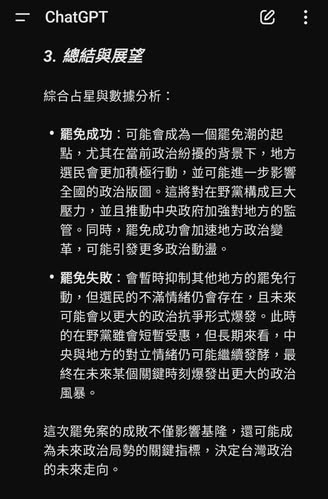 ChatGPT
3. 總結與展望
綜合占星與數據分析：
• 罷免成功：可能會成為一個罷免潮的起
點，尤其在當前政治紛擾的背景下，地方
選民會更加積極行動，並可能進一步影響
全國的政治版圖。這將對在野黨構成巨大
壓力，並且推動中央政府加強對地方的監
管。同時，罷免成功會加速地方政治變
革，可能引發更多政治動盪。
• 罷免失敗：會暫時抑制其他地方的罷免行
動，但選民的不滿情緒仍會存在，且未來
可能會以更大的政治抗爭形式爆發。此時
的在野黨雖會短暫受惠，但長期來看，中
央與地方的對立情緒仍可能繼續發酵，最
終在未來某個關鍵時刻爆發出更大的政治
風暴。
這次罷免案的成敗不僅影響基隆，還可能成
為未來政治局勢的關鍵指標，決定台灣政治
的未來走向。